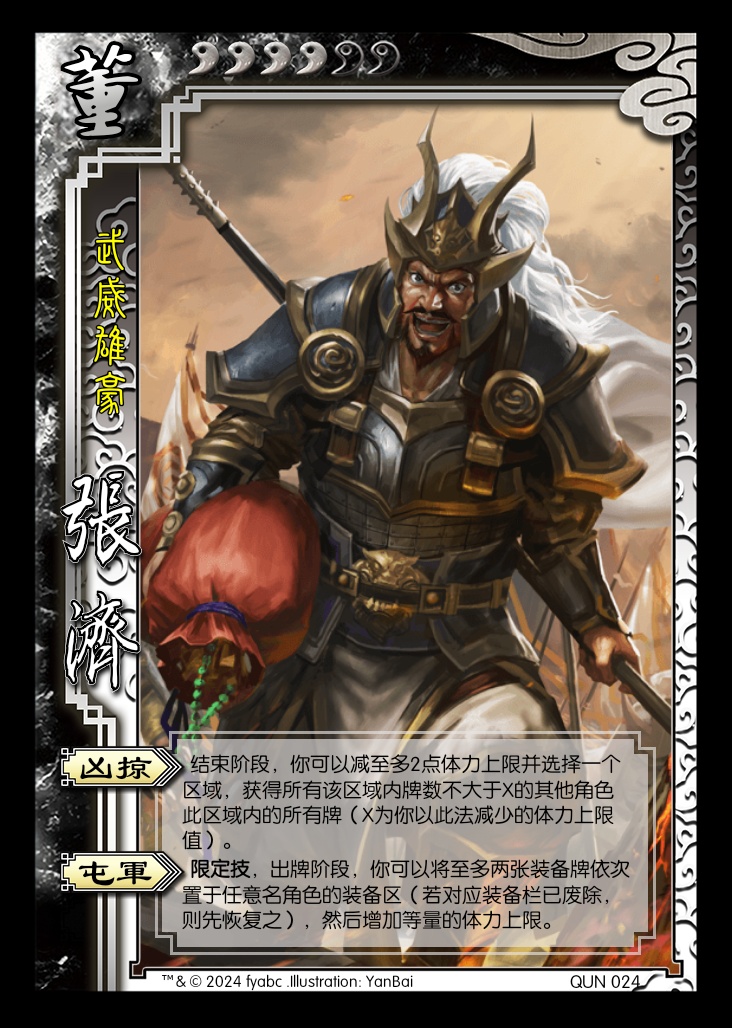 董
武威雄豪
張濟
凶掠
结束阶段，你可以减至多2点体力上限并选择一个
区域，获得所有该区域内牌数不大于X的其他角色
此区域内的所有牌（X为你以此法减少的体力上限
值）。
屯軍
限定技，出牌阶段，你可以将至多两张装备牌依次
置于任意名角色的装备区（若对应装备栏已废除，
则先恢复之），然后增加等量的体力上限。
™& © 2024 fyabc .Illustration: YanBai
QUN 024